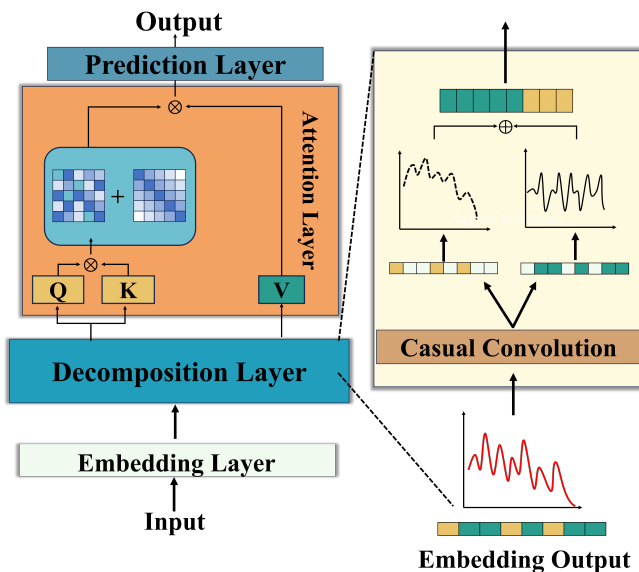 Output
Prediction Layer
Attention Layer
Q
K
V
Decomposition Layer
Embedding Layer
Input
Casual Convolution
Embedding Output